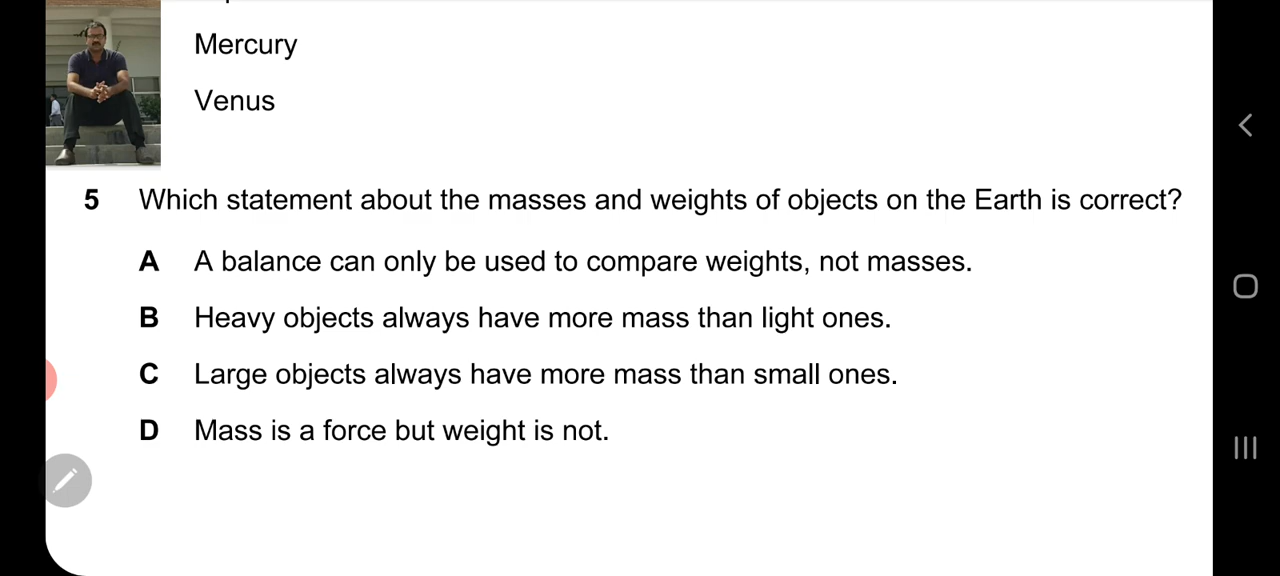 Mercury
Venus
5 Which statement about the masses and weights of objects on the Earth is correct?
A A balance can only be used to compare weights, not masses.
B Heavy objects always have more mass than light ones.
C Large objects always have more mass than small ones.
D Mass is a force but weight is not.